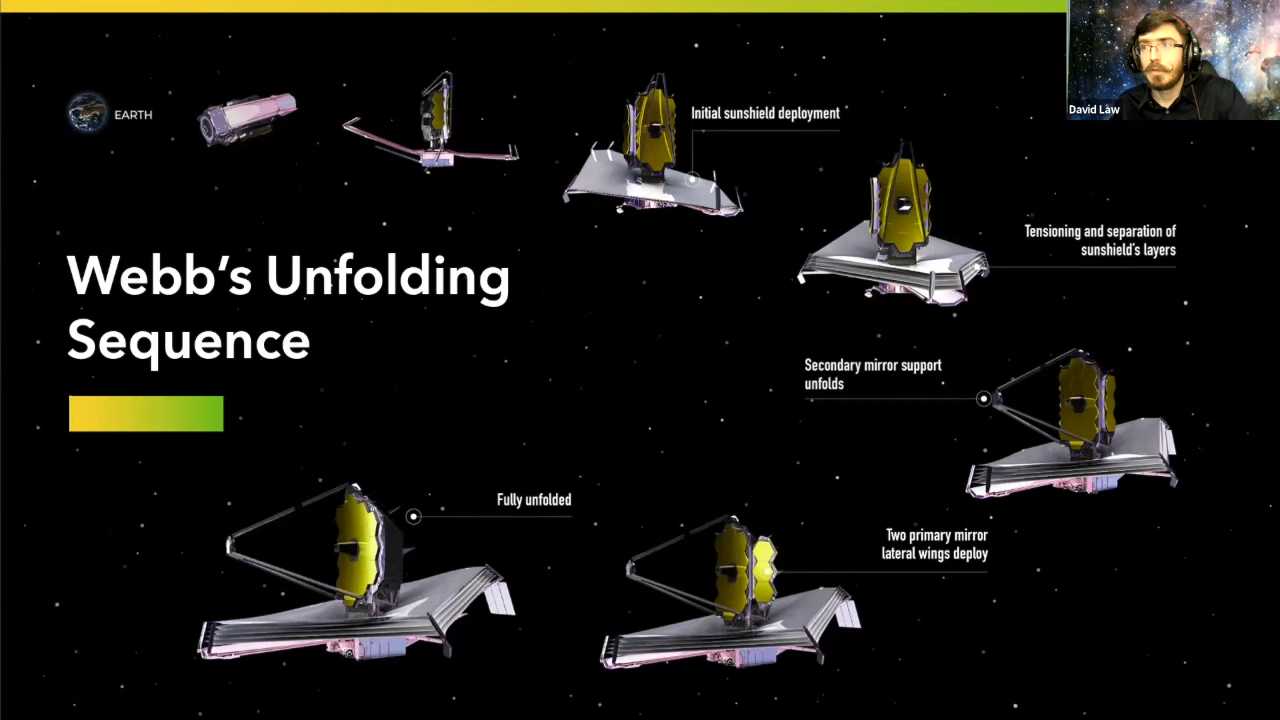 David Law
EARTH
Initial sunshield deployment
Tensioning and separation of
sunshield's layers
Webb's Unfolding
Sequence
Secondary mirror support
unfolds
Fully unfolded
Two primary mirror
lateral wings deploy